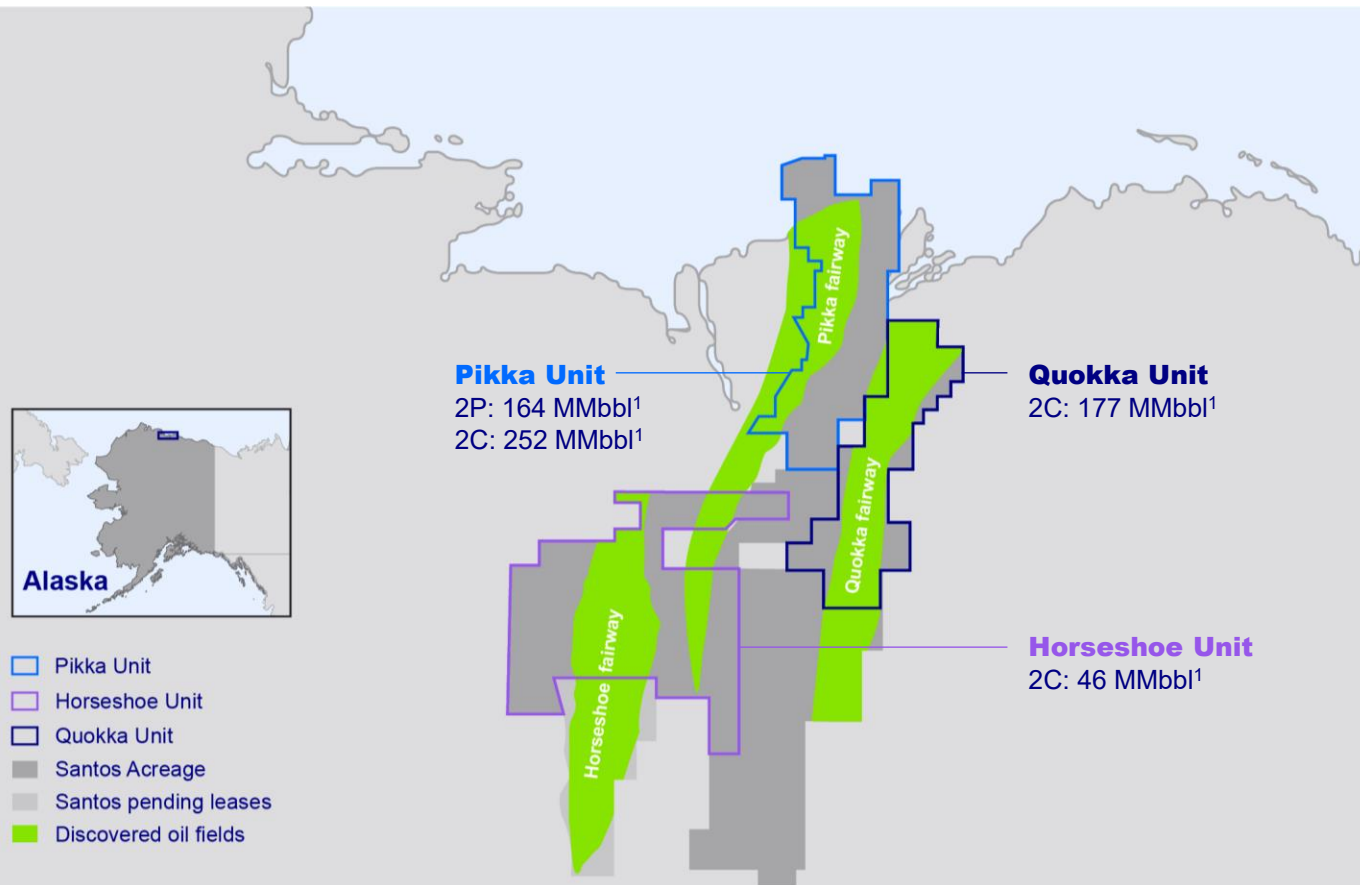 Pikka fairway
Pikka Unit
2P: 164 MMbbl¹
2C: 252 MMbbl¹
Quokka Unit
2C: 177 MMbbl¹
Quokka fairway
Horseshoe fairway
Horseshoe Unit
2C: 46 MMbbl¹
Alaska
Pikka Unit
Horseshoe Unit
Quokka Unit
Santos Acreage
Santos pending leases
Discovered oil fields